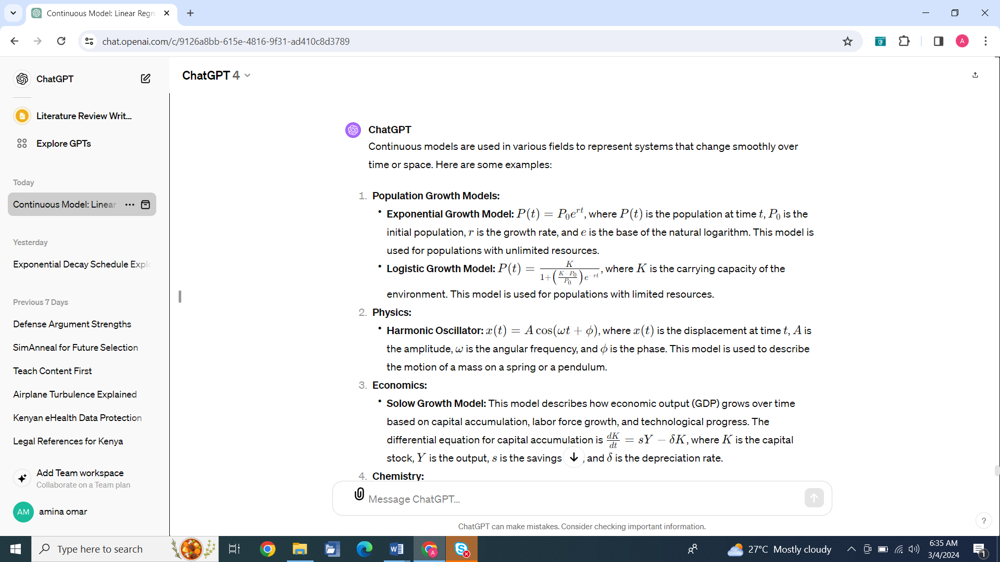 Continuous Model: Linear Regre
chat.openai.com/c/9126a8bb-615e-4816-9f31-ad410c8d3789
A
ChatGPT
Literature Review Writ...
Explore GPTs
Today
Continuous Model: Linear
Yesterday
Exponential Decay Schedule Explo
Previous 7 Days
Defense Argument Strengths
SimAnneal for Future Selection
Teach Content First
Airplane Turbulence Explained
Kenyan eHealth Data Protection
Legal References for Kenya
Add Team workspace
Collaborate on a Team plan
AM amina omar
ChatGPT 4
ChatGPT
Continuous models are used in various fields to represent systems that change smoothly over
time or space. Here are some examples:
1. Population Growth Models:
• Exponential Growth Model: P(t) = P₀e^{rt}, where P(t) is the population at time t, P₀ is the
initial population, r is the growth rate, and e is the base of the natural logarithm. This model is
used for populations with unlimited resources.
• Logistic Growth Model: P(t) = \frac{K}{1+\left(\frac{K-P_0}{P_0}\right)e^{-rt}}, where K is the carrying capacity of the
environment. This model is used for populations with limited resources.
2. Physics:
• Harmonic Oscillator: x(t) = A cos(ωt + ϕ), where x(t) is the displacement at time t, A is
the amplitude, ω is the angular frequency, and ϕ is the phase. This model is used to describe
the motion of a mass on a spring or a pendulum.
3. Economics:
• Solow Growth Model: This model describes how economic output (GDP) grows over time
based on capital accumulation, labor force growth, and technological progress. The
differential equation for capital accumulation is \frac{dK}{dt} = sY − δK, where K is the capital
stock, Y is the output, s is the savings , and δ is the depreciation rate.
4. Chemistry:
Message ChatGPT...
ChatGPT can make mistakes. Consider checking important information.
?
Type here to search
27°C Mostly cloudy
6:35 AM
3/4/2024
1